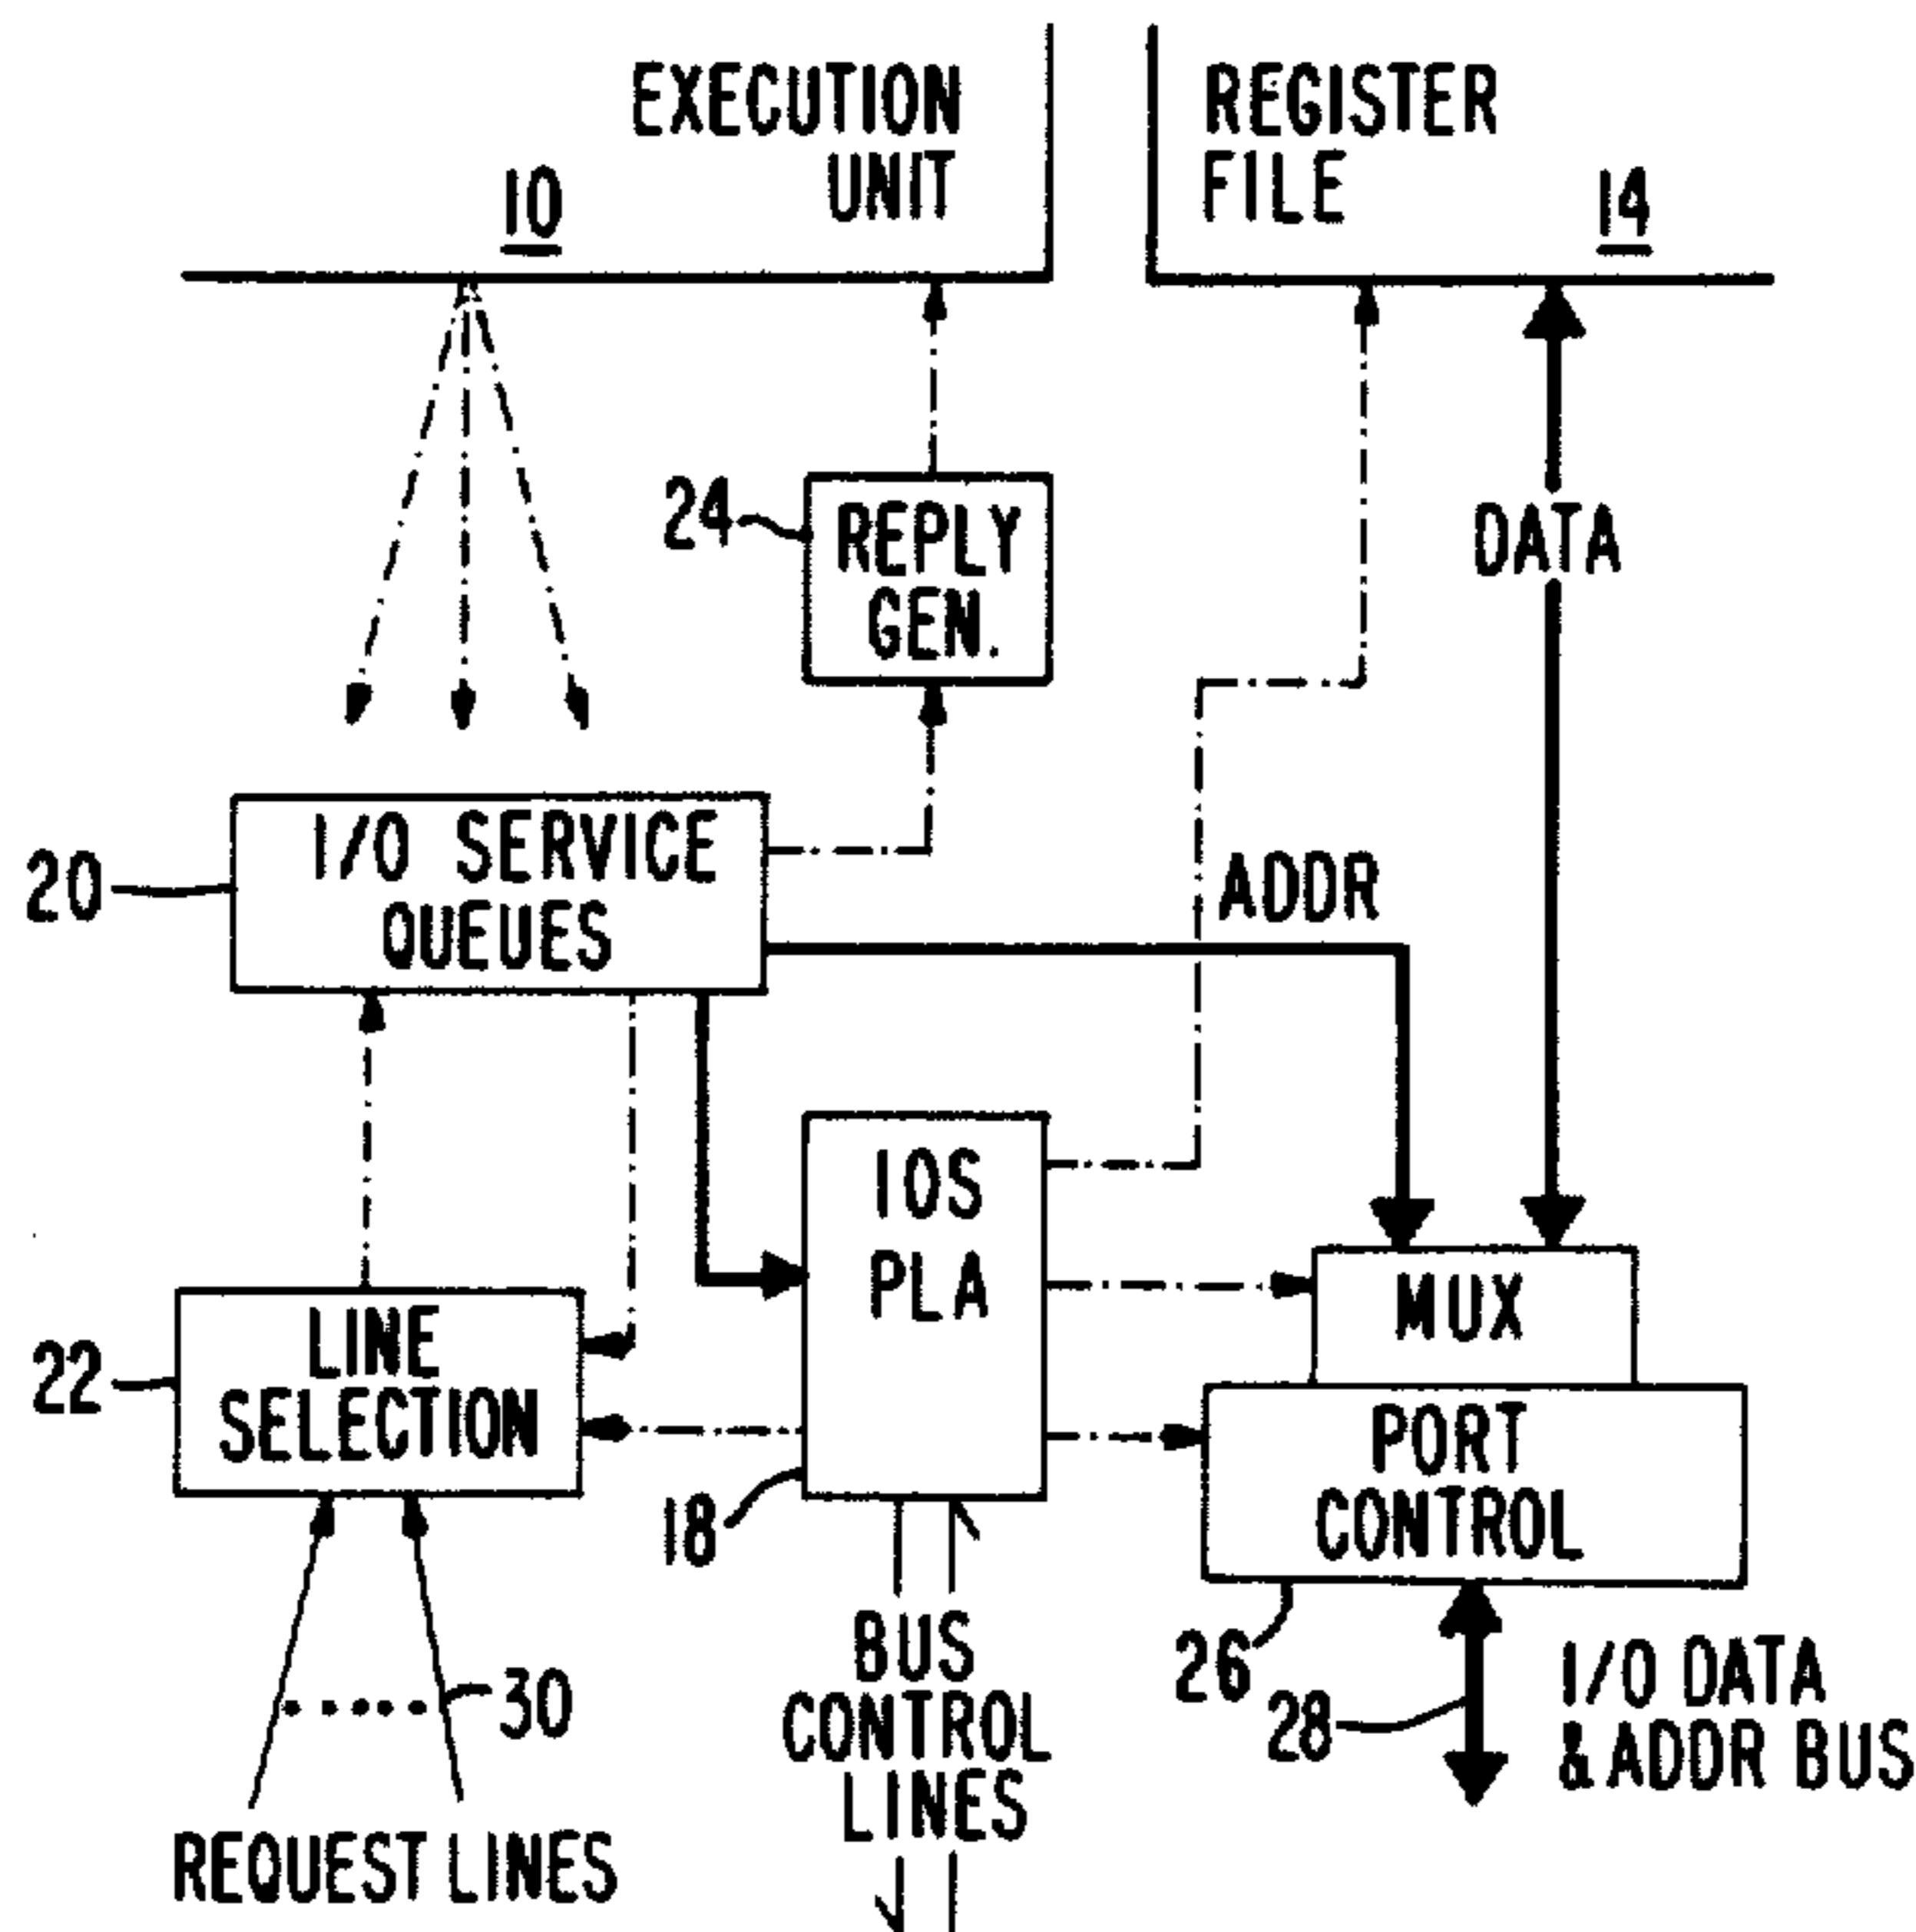 EXECUTION
UNIT
10
REGISTER
FILE
14
24
REPLY
GEN.
DATA
20
I/O SERVICE
QUEUES
ADDR
22
LINE
SELECTION
IOS
PLA
18
MUX
PORT
CONTROL
26
28
I/O DATA
& ADDR BUS
30
REQUEST LINES
BUS
CONTROL
LINES